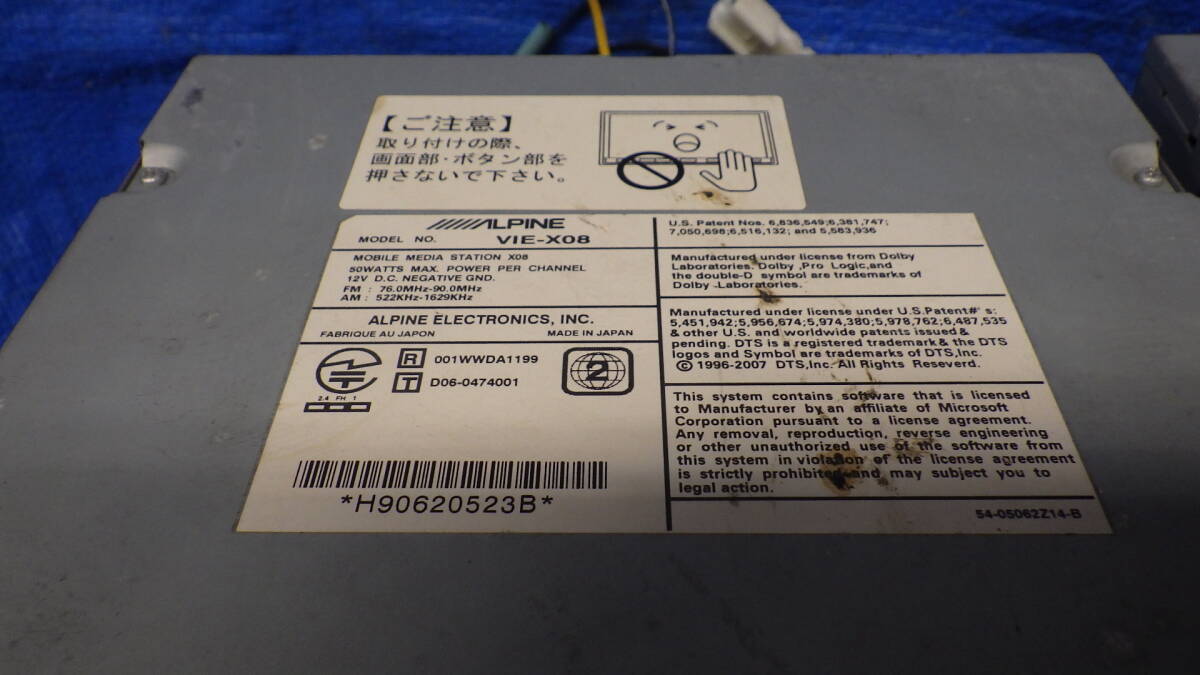 【ご注意】
取り付けの際、
画面部・ボタン部を
押さないで下さい。
ALPINE
MODEL NO. VIE-X08
MOBILE MEDIA STATION X08
50WATTS MAX. POWER PER CHANNEL
12V D.C. NEGATIVE GND.
FM : 76.0MHz-90.0MHz
AM : 522KHz-1629KHz
ALPINE ELECTRONICS, INC.
FABRIQUE AU JAPON MADE IN JAPAN
R 001WWDA1199
T D06-0474001
2
2.4 FH 1
*H90620523B*
U.S. Patent Nos. 6,836,549;6,381,747;
7,050,698;6,516,132; and 5,583,936
Manufactured under license from Dolby
Laboratories. Dolby ,Pro Logic,and
the double-D symbol are trademarks of
Dolby Laboratories.
Manufactured under license under U.S.Patent#'s:
5,451,942;5,956,674;5,974,380;5,978,762;6,487,535
& other U.S. and worldwide patents issued &
pending. DTS is a registered trademark & the DTS
logos and Symbol are trademarks of DTS,Inc.
© 1996-2007 DTS,Inc. All Rights Reseverd.
This system contains software that is licensed
to Manufacturer by an affiliate of Microsoft
Corporation pursuant to a license agreement.
Any removal, reproduction, reverse engineering
or other unauthorized use of the software from
this system in violation of the license agreement
is strictly prohibited and may subject you to
legal action.
54-05062Z14-B